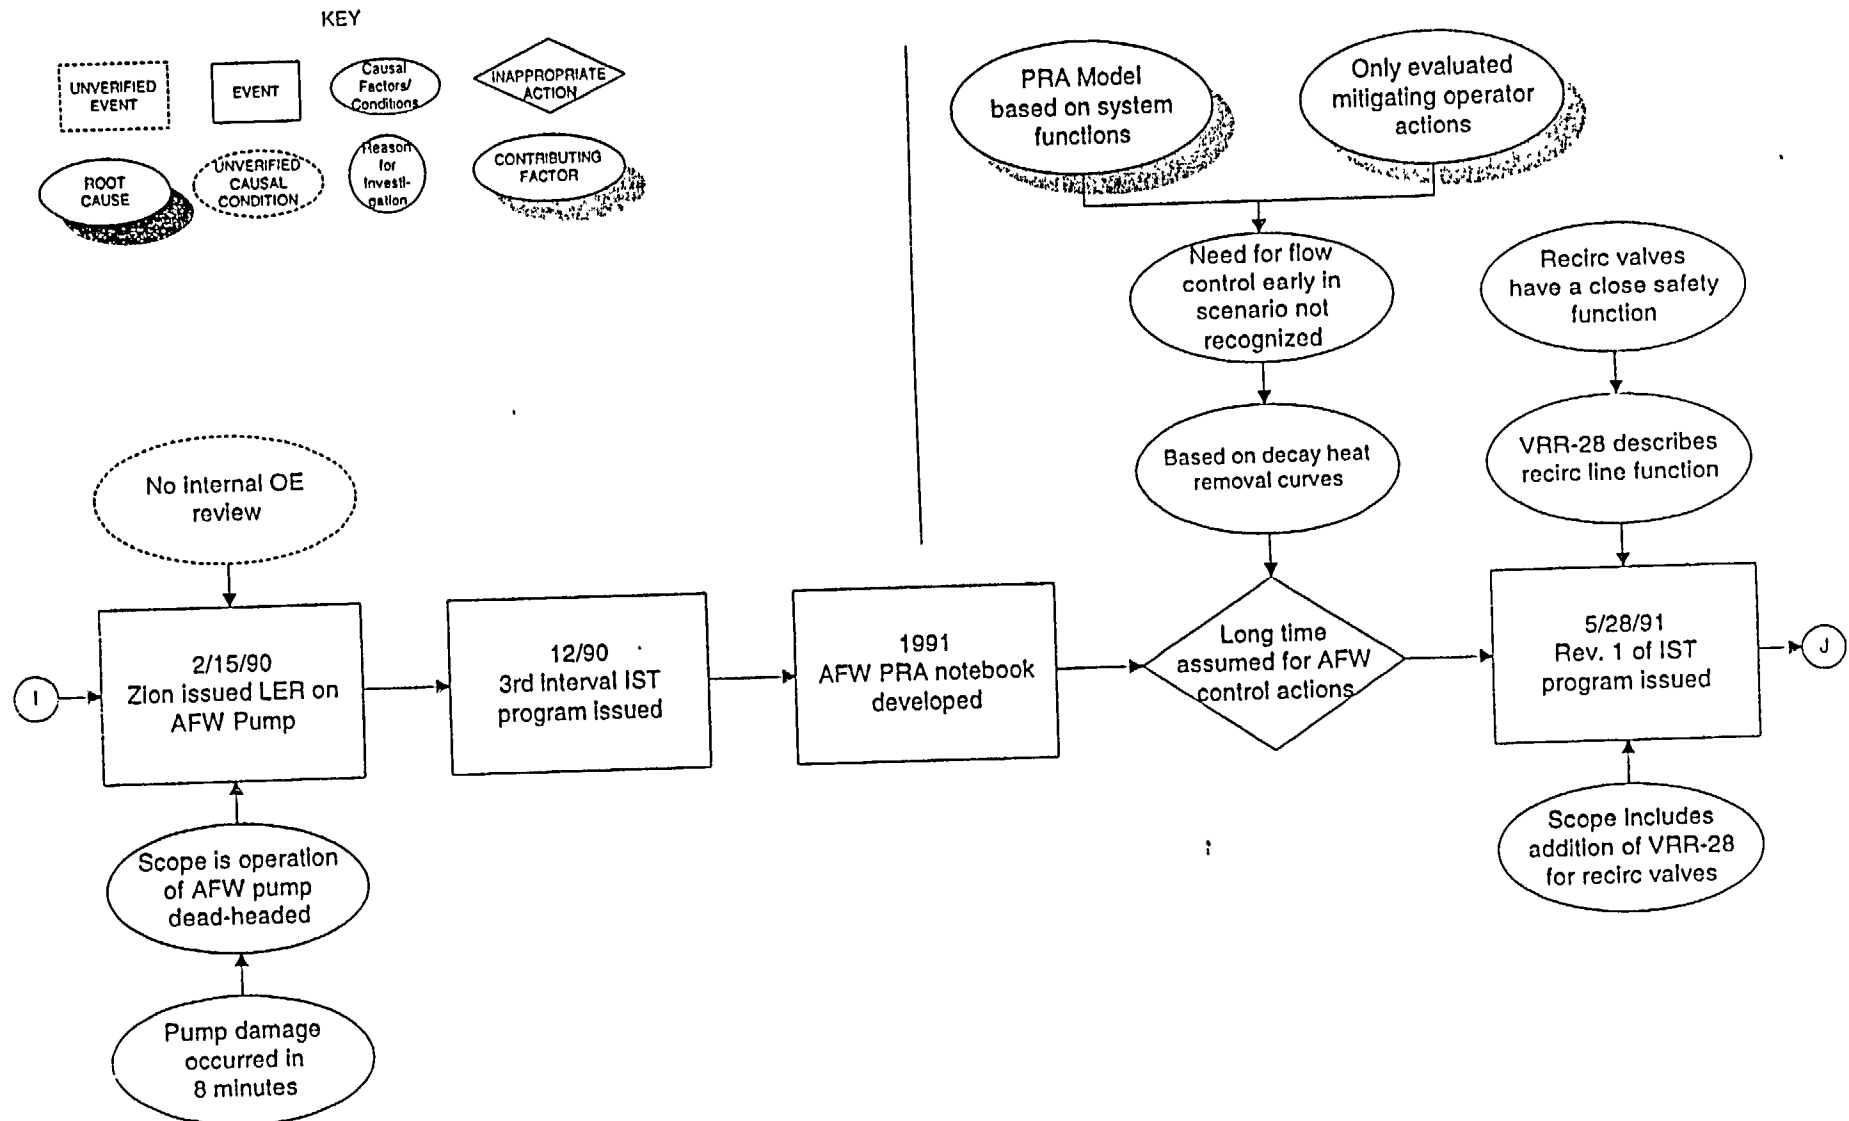 KEY
UNVERIFIED
EVENT
EVENT
Causal
Factors/
Conditions
INAPPROPRIATE
ACTION
ROOT
CAUSE
UNVERIFIED
CAUSAL
CONDITION
Reason
for
Investi-
gation
CONTRIBUTING
FACTOR
PRA Model
based on system
functions
Only evaluated
mitigating operator
actions
Need for flow
control early in
scenario not
recognized
Recirc valves
have a close safety
function
Based on decay heat
removal curves
VRR-28 describes
recirc line function
No internal OE
review
I
2/15/90
Zion issued LER on
AFW Pump
12/90
3rd Interval IST
program issued
1991
AFW PRA notebook
developed
Long time
assumed for AFW
control actions
5/28/91
Rev. 1 of IST
program issued
J
Scope is operation
of AFW pump
dead-headed
Scope includes
addition of VRR-28
for recirc valves
Pump damage
occurred in
8 minutes